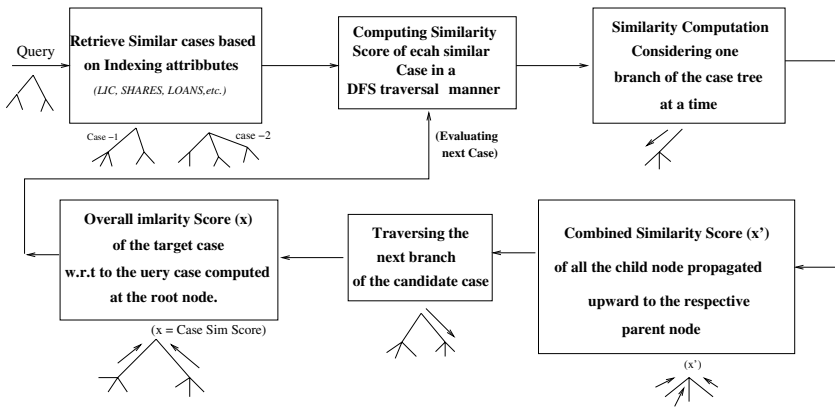 Query
Retrieve Similar cases based
on Indexing attribbutes
(LIC, SHARES, LOANS,etc.)
Case −1
case −2
Computing Similarity
Score of ecah similar
Case in a
DFS traversal manner
(Evaluating
next Case)
Similarity Computation
Considering one
branch of the case tree
at a time
Overall imlarity Score (x)
of the target case
w.r.t to the uery case computed
at the root node.
(x = Case Sim Score)
Traversing the
next branch
of the candidate case
Combined Similarity Score (x’)
of all the child node propagated
upward to the respective
parent node
(x’)